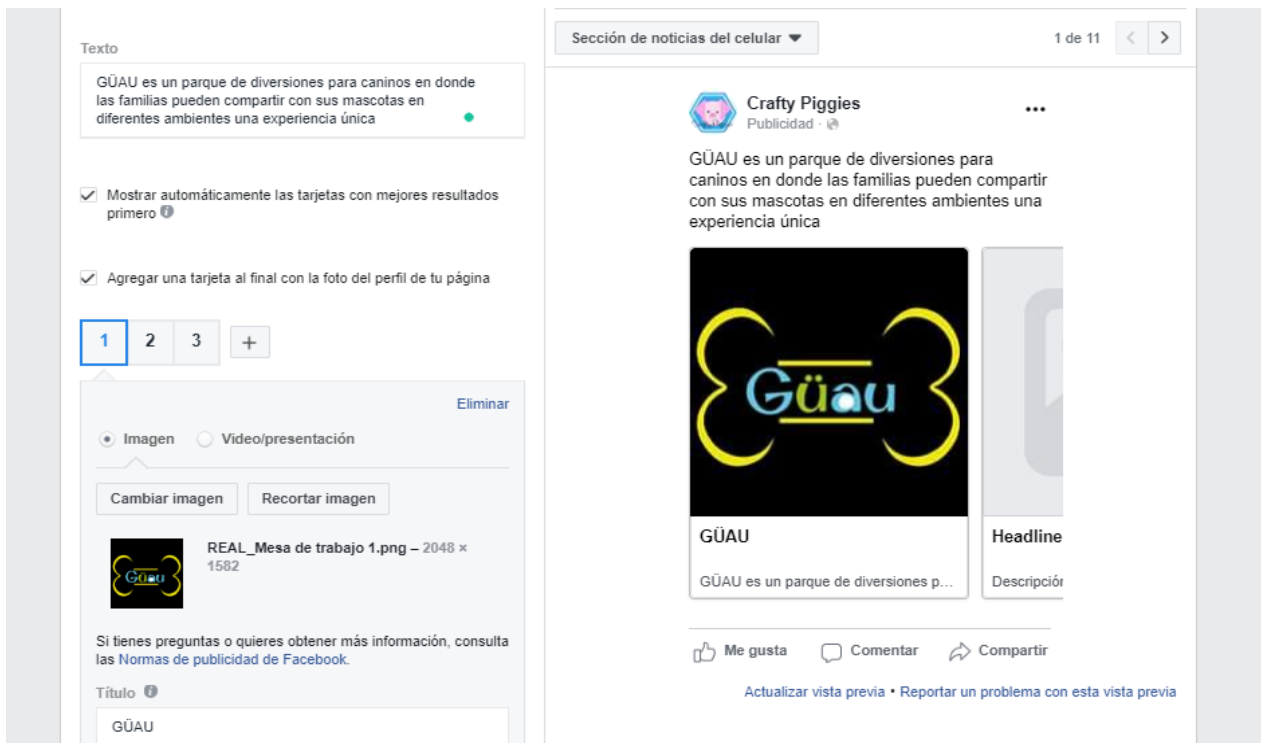 Texto
GÜAU es un parque de diversiones para caninos en donde
las familias pueden compartir con sus mascotas en
diferentes ambientes una experiencia única
Mostrar automáticamente las tarjetas con mejores resultados
primero
Agregar una tarjeta al final con la foto del perfil de tu página
1 2 3 +
Eliminar
Imagen Video/presentación
Cambiar imagen Recortar imagen
Güau
REAL_Mesa de trabajo 1.png – 2048 ×
1582
Si tienes preguntas o quieres obtener más información, consulta
las Normas de publicidad de Facebook.
Título
GÜAU
Sección de noticias del celular
1 de 11
Crafty Piggies
Publicidad ·
GÜAU es un parque de diversiones para
caninos en donde las familias pueden compartir
con sus mascotas en diferentes ambientes una
experiencia única
Güau
GÜAU
GÜAU es un parque de diversiones p...
Headline
Descripción
Me gusta Comentar Compartir
Actualizar vista previa • Reportar un problema con esta vista previa